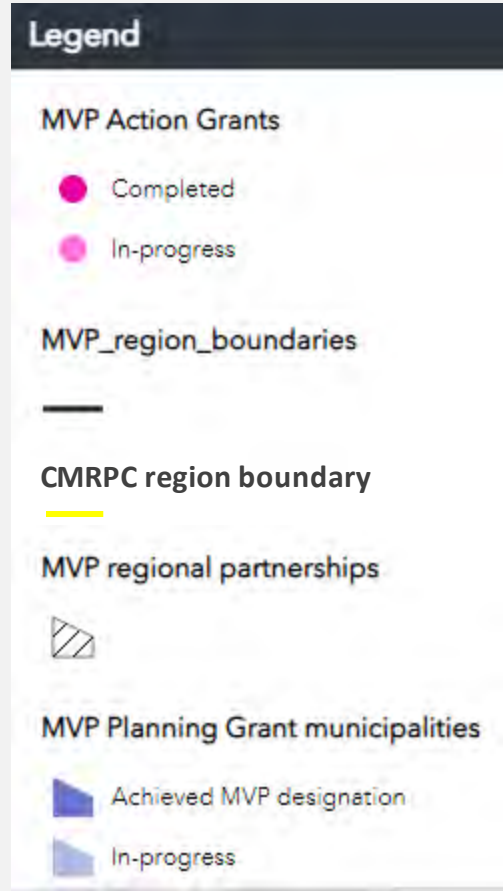 Legend
MVP Action Grants
Completed
In-progress
MVP_region_boundaries
CMRPC region boundary
MVP regional partnerships
MVP Planning Grant municipalities
Achieved MVP designation
In-progress